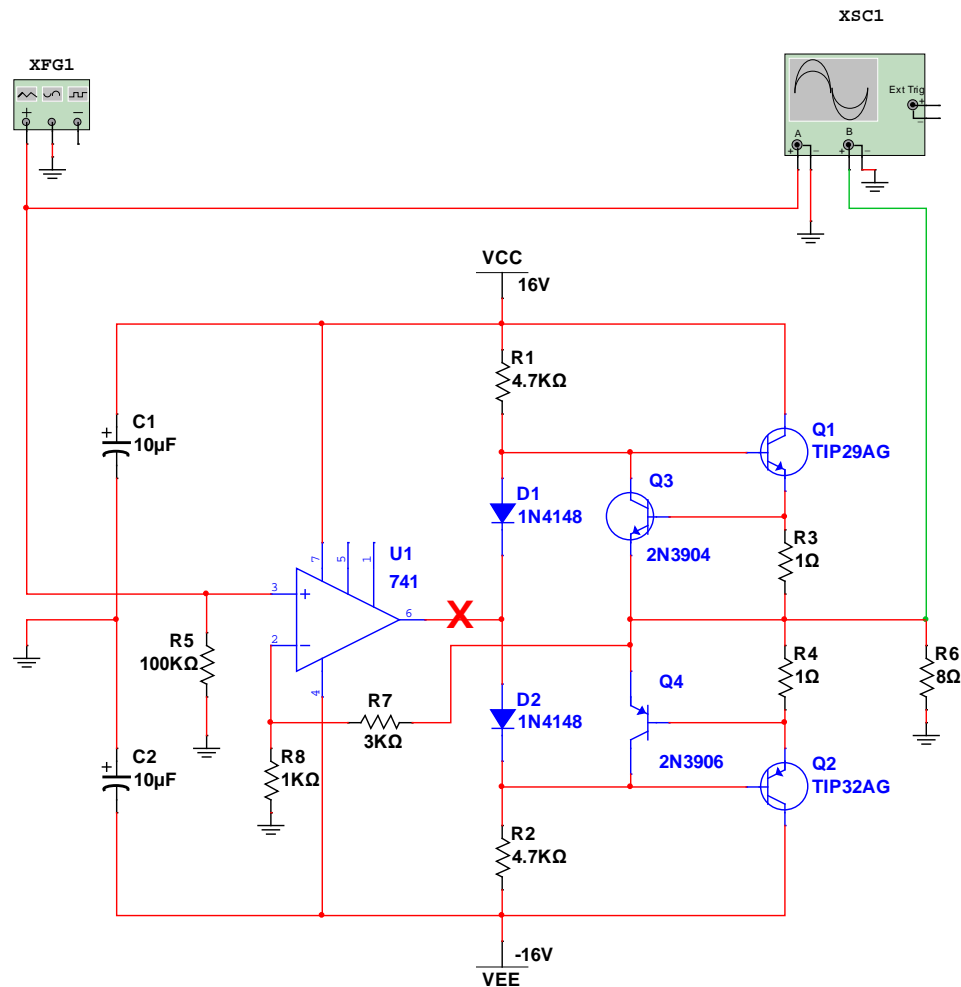 XSC1
XFG1
Ext Trig
+
−
+
−
A
B
+
−
+
−
VCC
16V
R1
4.7KΩ
+
C1
10µF
Q1
TIP29AG
Q3
D1
1N4148
2N3904
R3
1Ω
7
5
1
U1
741
3
+
6
X
2
−
4
R5
100KΩ
R4
1Ω
R6
8Ω
R7
3KΩ
D2
1N4148
Q4
2N3906
+
C2
10µF
R8
1KΩ
Q2
TIP32AG
R2
4.7KΩ
-16V
VEE